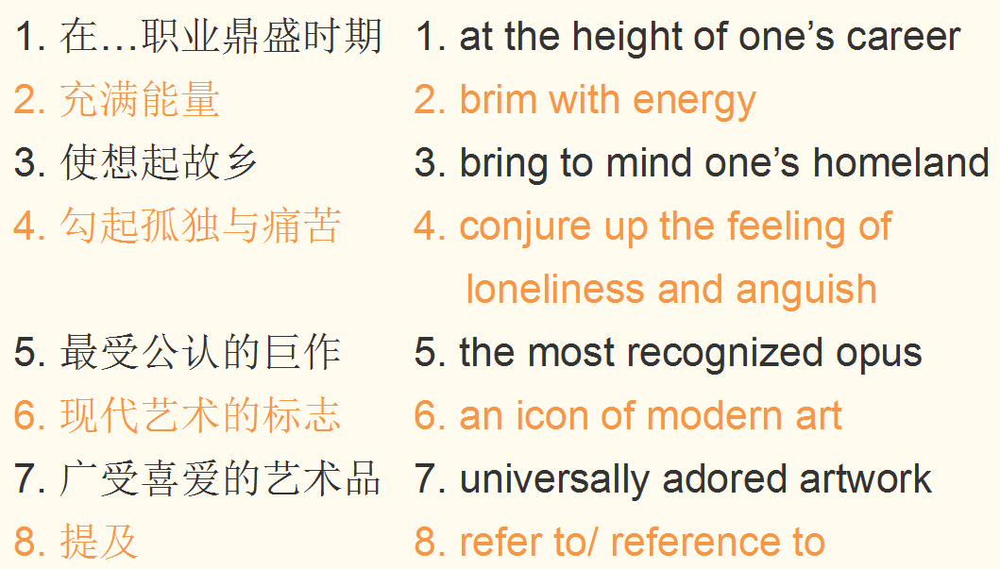 1. 在…职业鼎盛时期 1. at the height of one’s career
2. 充满能量 2. brim with energy
3. 使想起故乡 3. bring to mind one’s homeland
4. 勾起孤独与痛苦 4. conjure up the feeling of
loneliness and anguish
5. 最受公认的巨作 5. the most recognized opus
6. 现代艺术的标志 6. an icon of modern art
7. 广受喜爱的艺术品 7. universally adored artwork
8. 提及 8. refer to/ reference to